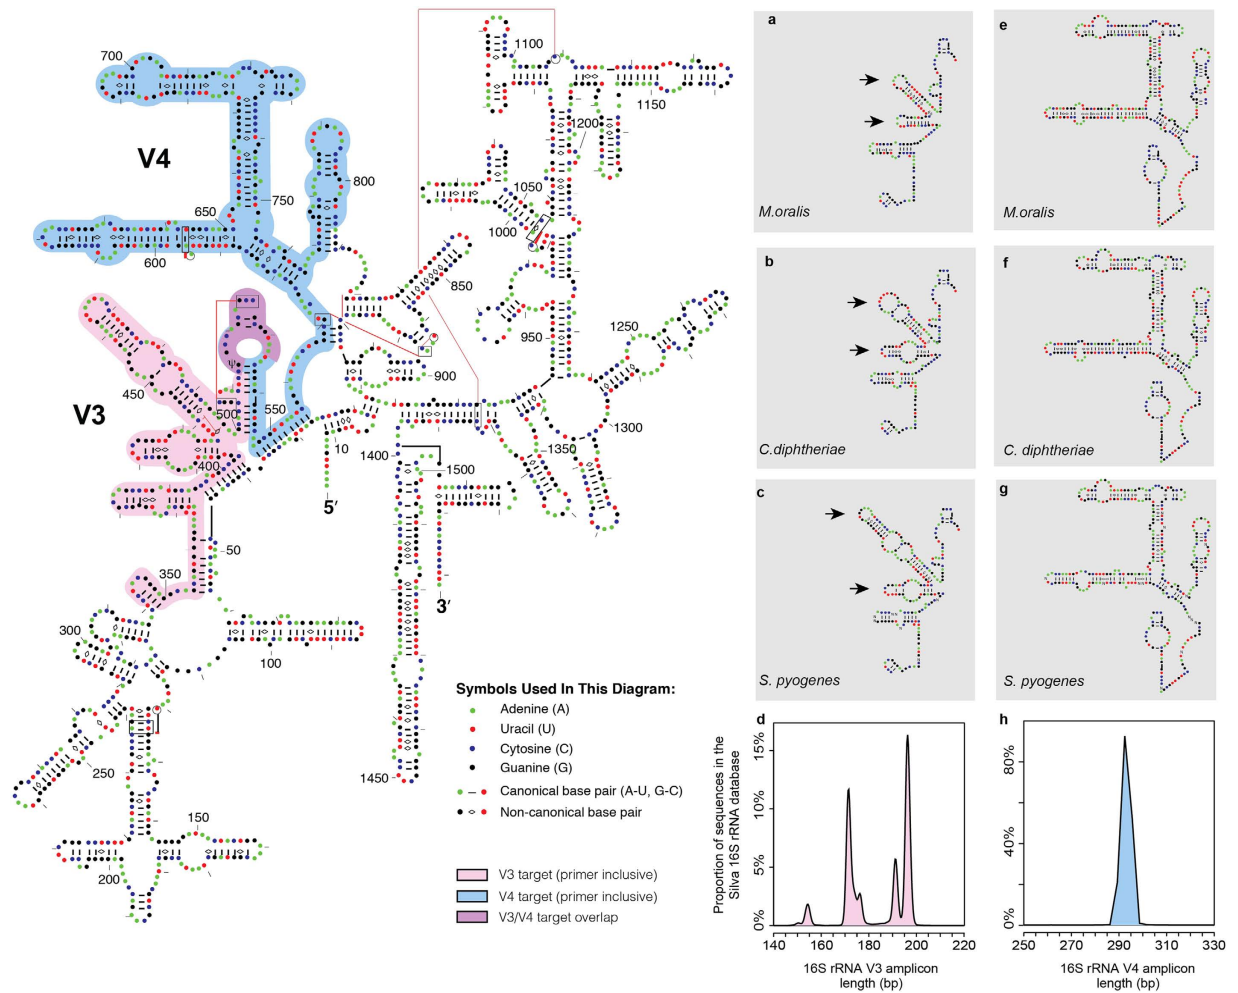 700
V4
800
650
750
600
V3
450
500
550
400
10
5′
50
350
300
100
250
150
200
1100
1150
1200
1050
1000
850
950
900
1250
1300
1350
1400
1500
3′
1450
Symbols Used In This Diagram:
Adenine (A)
Uracil (U)
Cytosine (C)
Guanine (G)
Canonical base pair (A-U, G-C)
Non-canonical base pair
V3 target (primer inclusive)
V4 target (primer inclusive)
V3/V4 target overlap
a
M.oralis
e
M.oralis
b
C.diphtheriae
f
C. diphtheriae
c
S. pyogenes
g
S. pyogenes
d
Proportion of sequences in the
Silva 16S rRNA database
15%
10%
5%
0%
140 160 180 200 220
16S rRNA V3 amplicon
length (bp)
h
80%
40%
0%
250 270 290 310 330
16S rRNA V4 amplicon
length (bp)